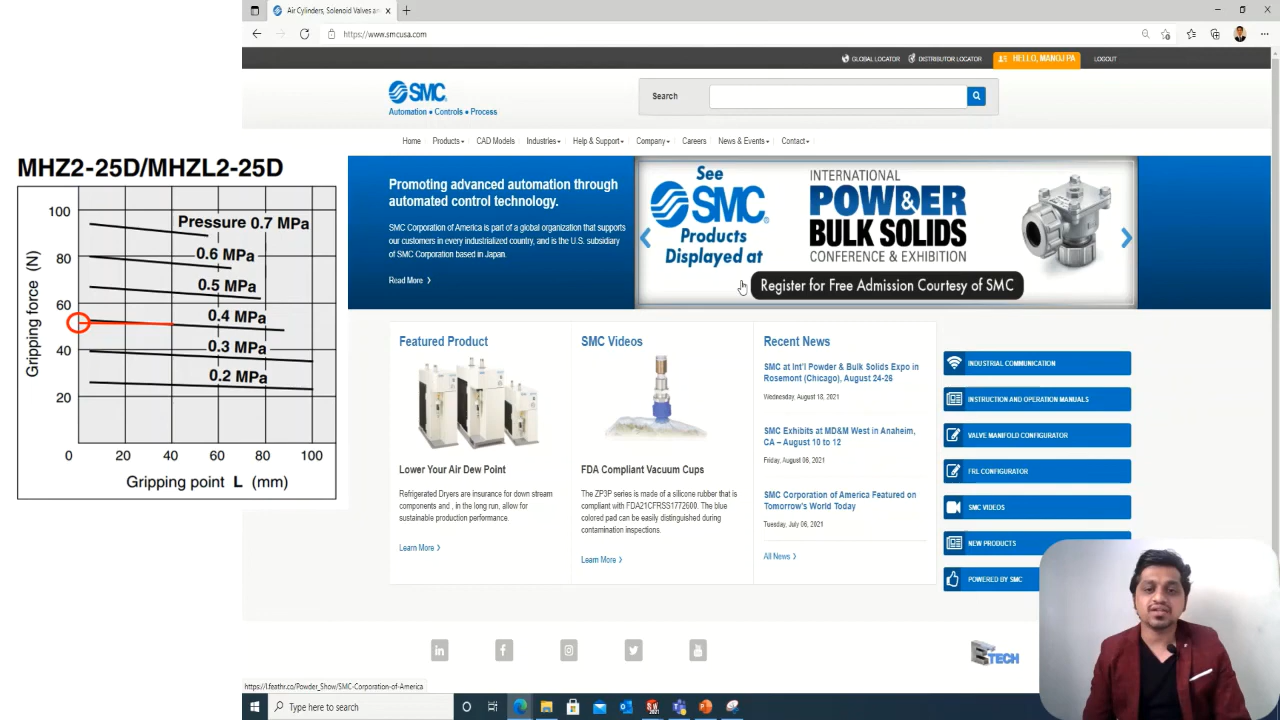 Air Cylinders, Solenoid Valves an
https://www.smcusa.com
GLOBAL LOCATOR
DISTRIBUTOR LOCATOR
HELLO, MANOJ PA
LOGOUT
SMC
Automation • Controls • Process
Search
Home
Products
CAD Models
Industries
Help & Support
Company
Careers
News & Events
Contact
MHZ2-25D/MHZL2-25D
Gripping force (N)
100
80
60
40
20
0
20
40
60
80
100
Pressure 0.7 MPa
0.6 MPa
0.5 MPa
0.4 MPa
0.3 MPa
0.2 MPa
Gripping point L (mm)
Promoting advanced automation through
automated control technology.
SMC Corporation of America is part of a global organization that supports
our customers in every industrialized country, and is the U.S. subsidiary
of SMC Corporation based in Japan.
Read More
See
SMC
Products
Displayed at
INTERNATIONAL
POWDER &
BULK SOLIDS
CONFERENCE & EXHIBITION
Register for Free Admission Courtesy of SMC
Featured Product
Lower Your Air Dew Point
Refrigerated Dryers are insurance for down stream
components and , in the long run, allow for
sustainable production performance.
Learn More
SMC Videos
FDA Compliant Vacuum Cups
The ZP3P series is made of a silicone rubber that is
compliant with FDA21CFRSS1772600. The blue
colored pad can be easily distinguished during
contamination inspections.
Learn More
Recent News
SMC at Int'l Powder & Bulk Solids Expo in
Rosemont (Chicago), August 24-26
Wednesday, August 18, 2021
SMC Exhibits at MD&M West in Anaheim,
CA – August 10 to 12
Friday, August 06, 2021
SMC Corporation of America Featured on
Tomorrow's World Today
Tuesday, July 06, 2021
All News
INDUSTRIAL COMMUNICATION
INSTRUCTION AND OPERATION MANUALS
VALVE MANIFOLD CONFIGURATOR
FRL CONFIGURATOR
SMC VIDEOS
NEW PRODUCTS
POWERED BY SMC
ETECH
https://l.feathr.co/Powder_Show/SMC-Corporation-of-America
Type here to search